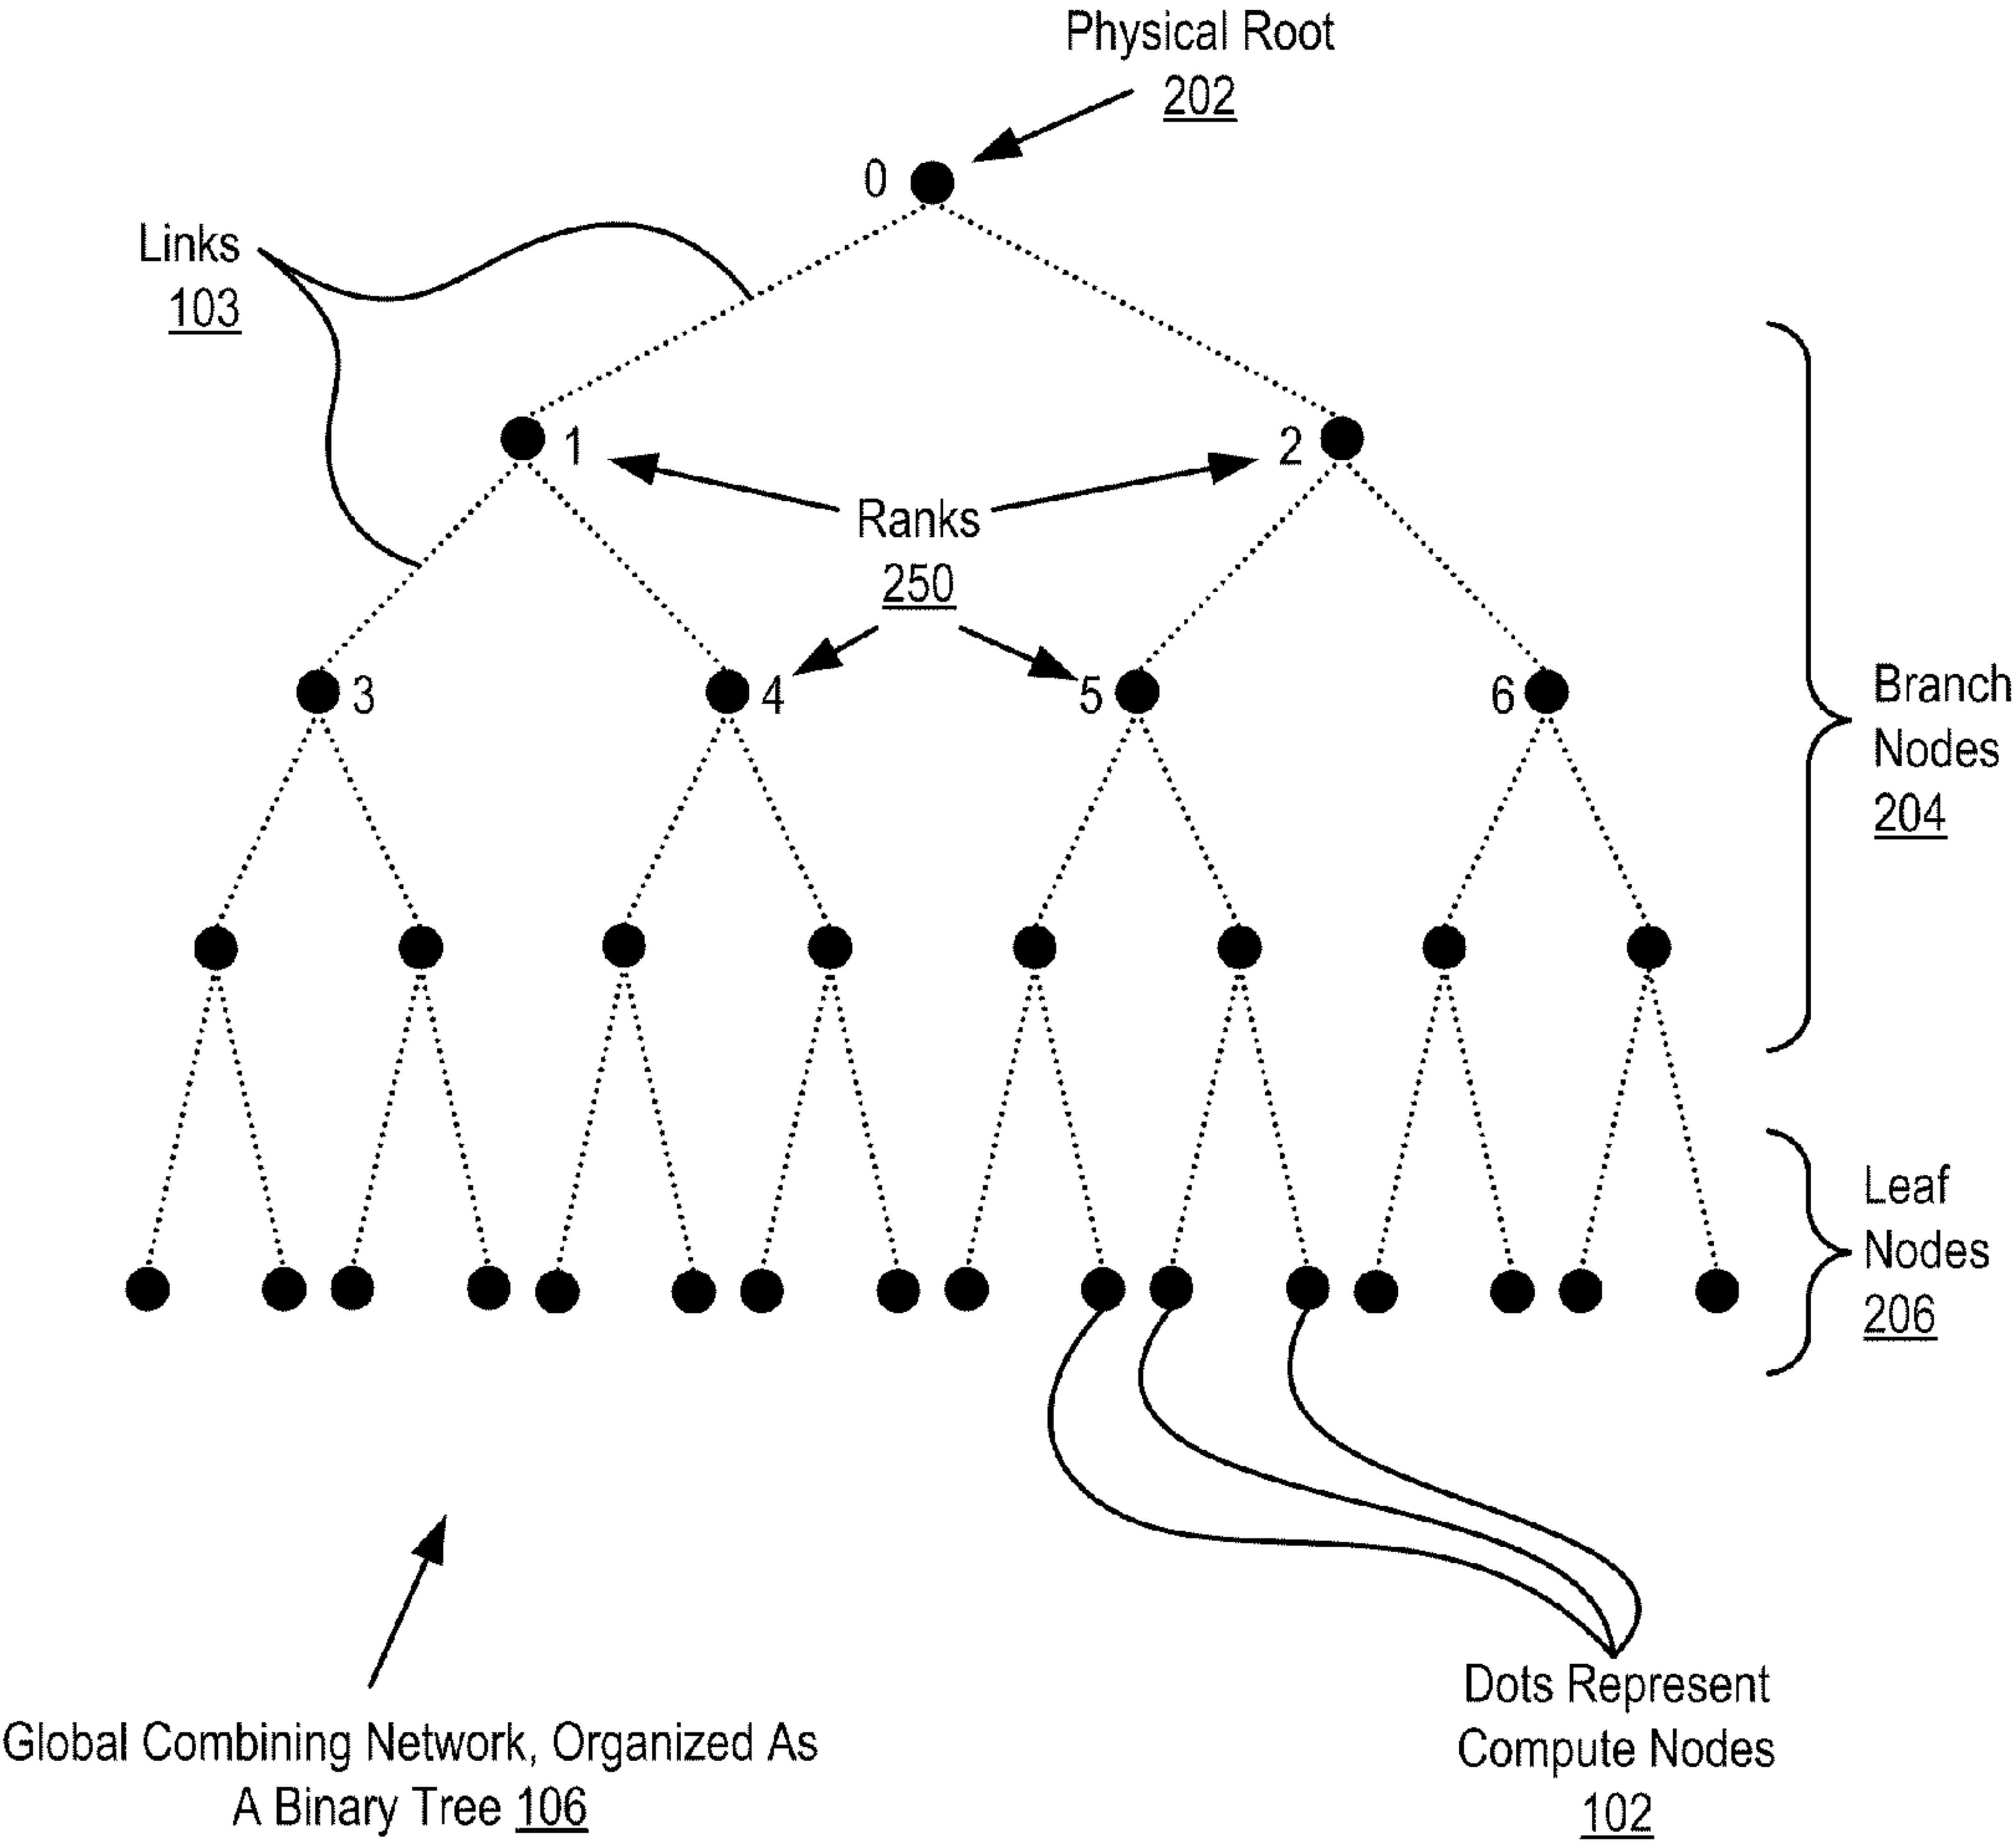 Physical Root
202
0
Links
103
1
2
Ranks
250
3
4
5
6
Branch
Nodes
204
Leaf
Nodes
206
Global Combining Network, Organized As
A Binary Tree 106
Dots Represent
Compute Nodes
102